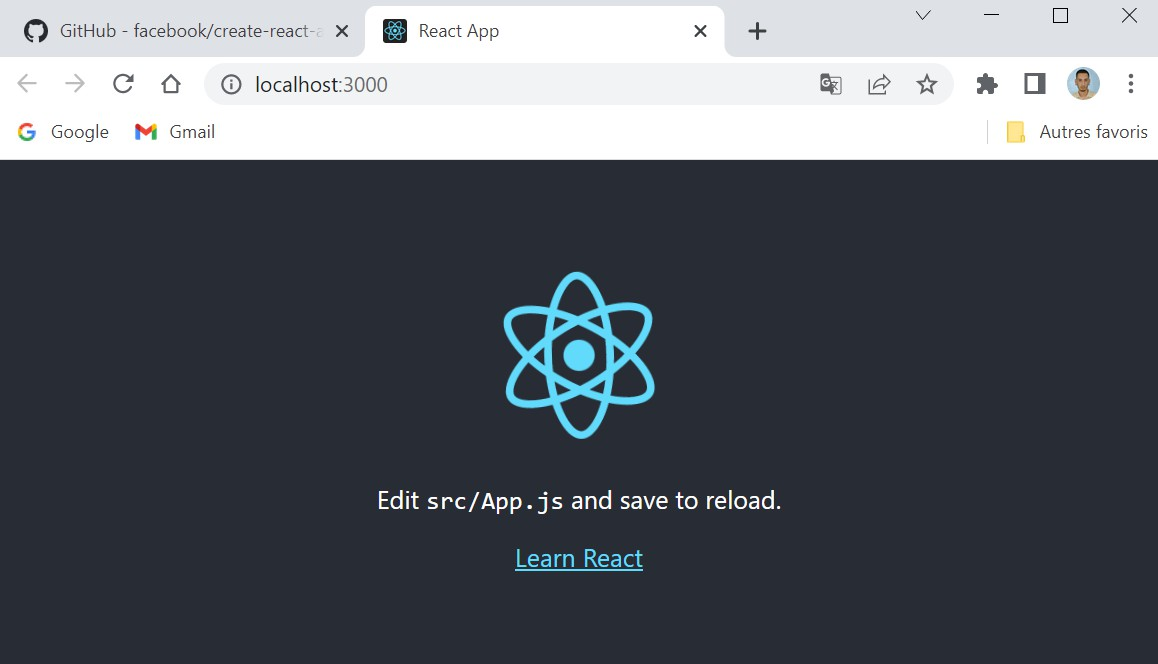 GitHub - facebook/create-react-a
React App
localhost:3000
Google
Gmail
Autres favoris
Edit src/App.js and save to reload.
Learn React